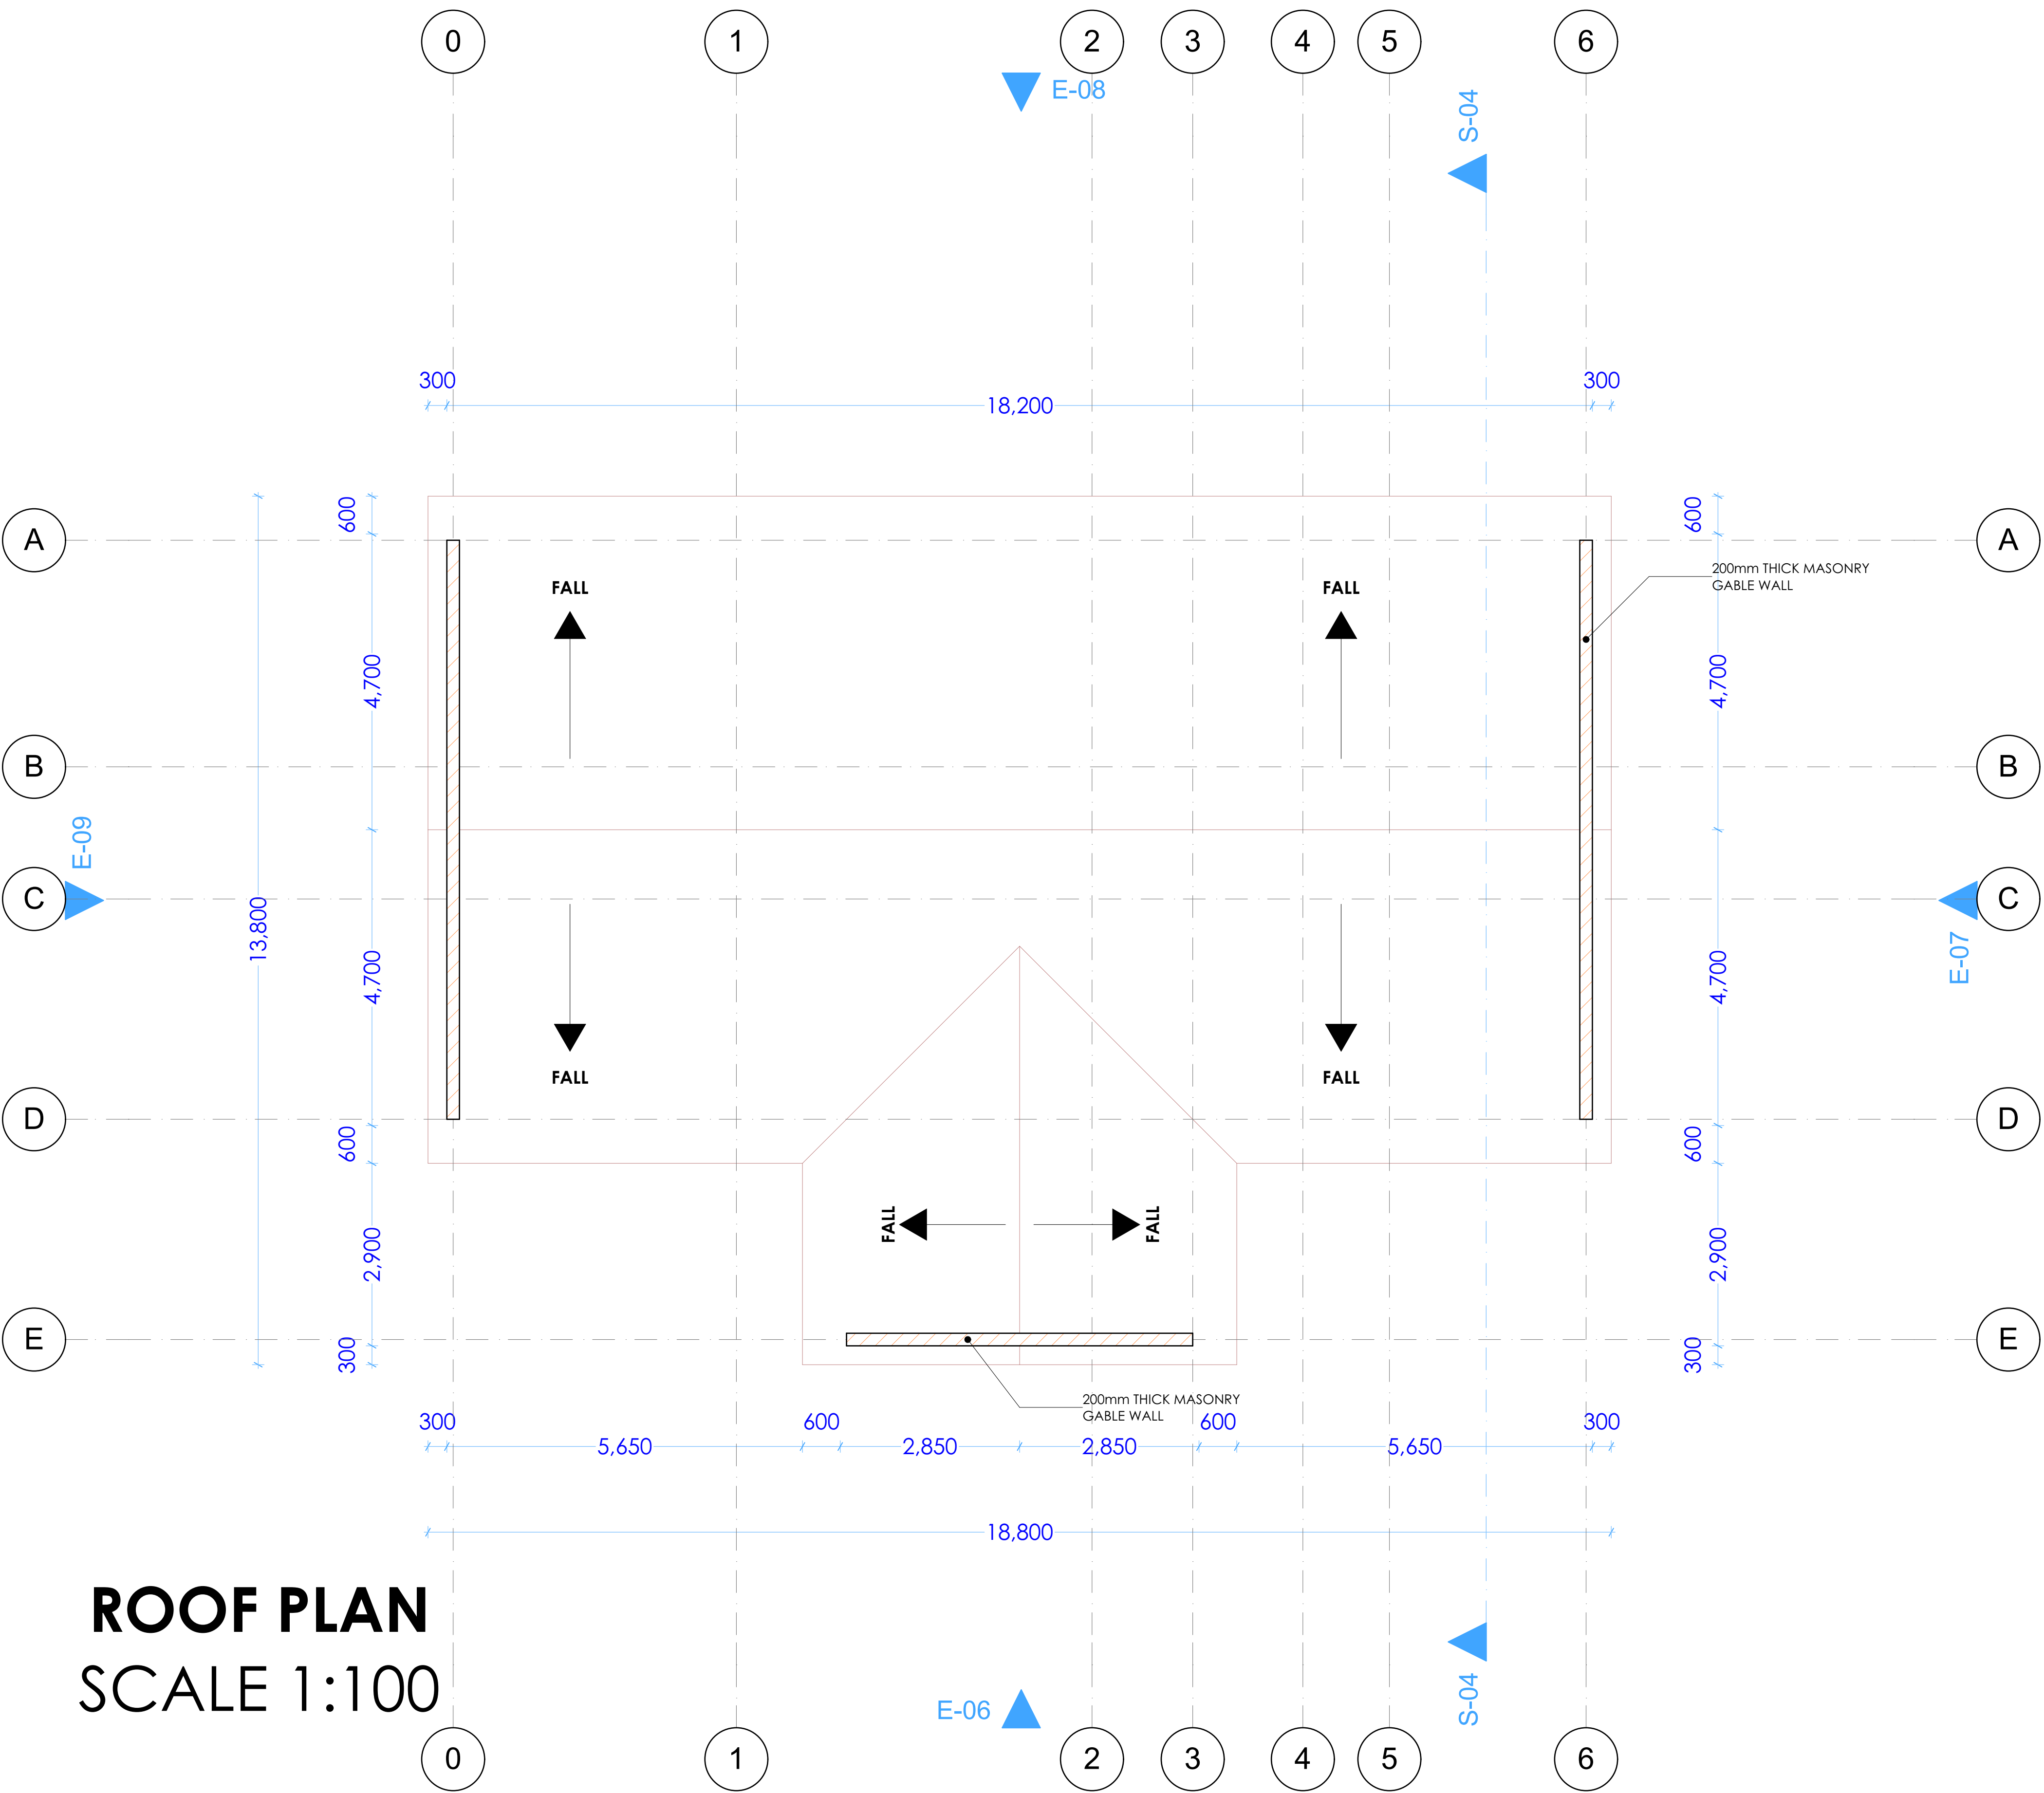 0 1 2 3 4 5 6
E-08
S-04
300 300
18,200
600 600
A A
200mm THICK MASONRY
GABLE WALL
FALL FALL
4,700 4,700
B B
E-09
C C
13,800
E-07
4,700 4,700
FALL FALL
D D
600 600
FALL FALL
2,900 2,900
E E
300 300
200mm THICK MASONRY
GABLE WALL
300 600 600 300
5,650 2,850 2,850 5,650
18,800
ROOF PLAN
SCALE 1:100
E-06
S-04
0 1 2 3 4 5 6